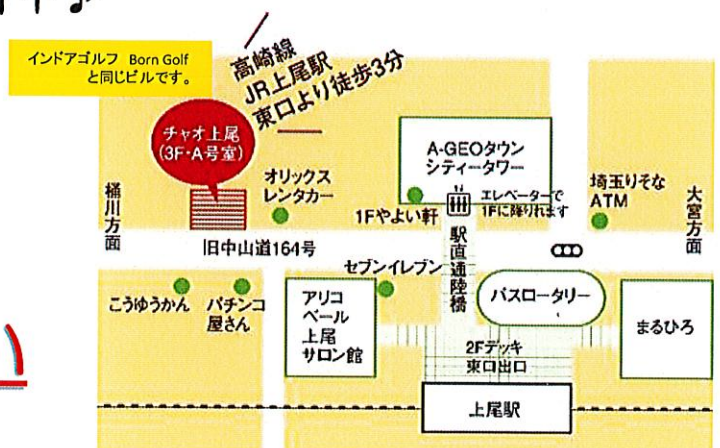 インドアゴルフ Born Golf
と同じビルです。
高崎線
JR上尾駅
東口より徒歩3分
チャオ上尾
(3F・A号室)
オリックス
レンタカー
A-GEOタウン
シティータワー
エレベーターで
1Fに降りれます
1Fやよい軒
埼玉りそな
ATM
桶川方面
大宮方面
旧中山道164号
駅直通陸橋
セブンイレブン
こうゆうかん
パチンコ
屋さん
アリコ
ベール
上尾
サロン館
バスロータリー
まるひろ
2Fデッキ
東口出口
上尾駅